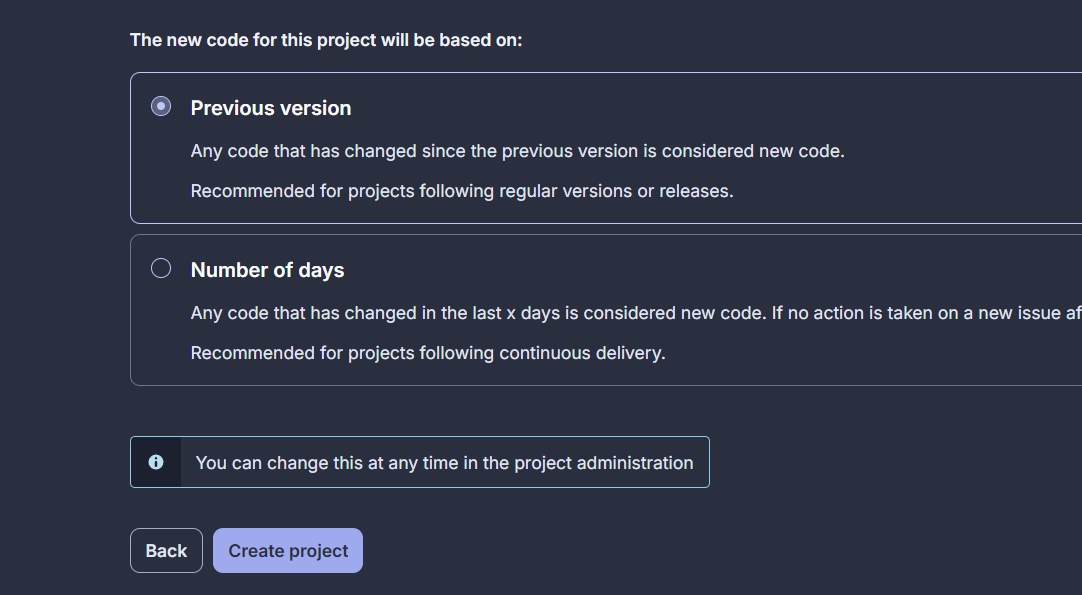 The new code for this project will be based on:
Previous version
Any code that has changed since the previous version is considered new code.
Recommended for projects following regular versions or releases.
Number of days
Any code that has changed in the last x days is considered new code. If no action is taken on a new issue af
Recommended for projects following continuous delivery.
You can change this at any time in the project administration
Back
Create project